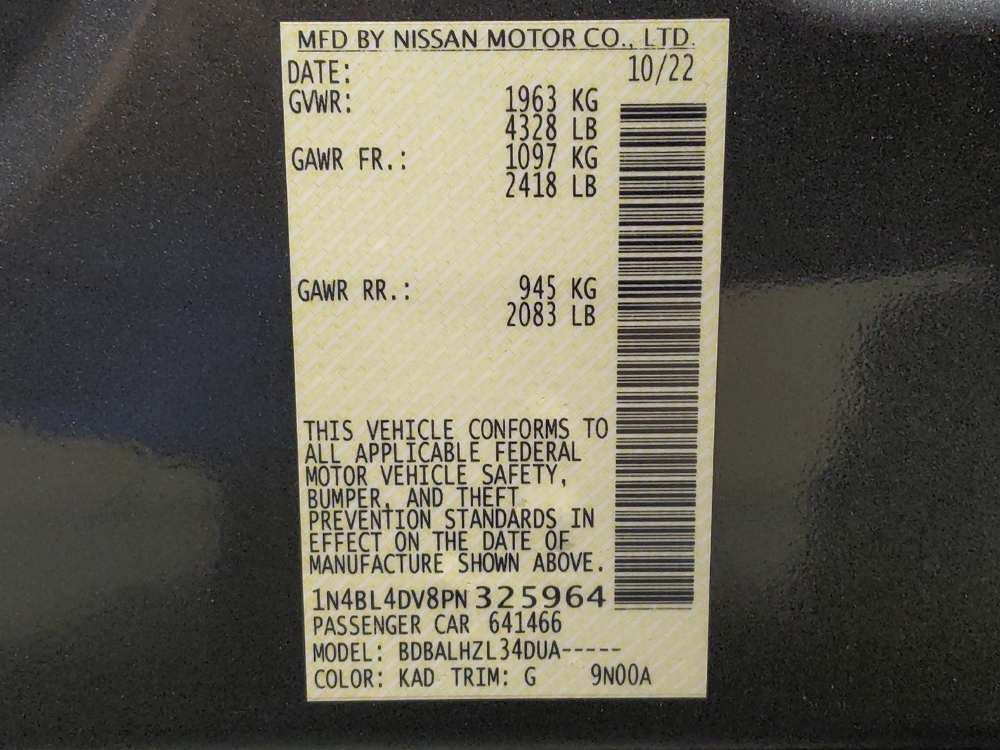 MFD BY NISSAN MOTOR CO., LTD.
DATE: 10/22
GVWR: 1963 KG
4328 LB
GAWR FR.: 1097 KG
2418 LB
GAWR RR.: 945 KG
2083 LB
THIS VEHICLE CONFORMS TO
ALL APPLICABLE FEDERAL
MOTOR VEHICLE SAFETY,
BUMPER, AND THEFT
PREVENTION STANDARDS IN
EFFECT ON THE DATE OF
MANUFACTURE SHOWN ABOVE.
1N4BL4DV8PN325964
PASSENGER CAR 641466
MODEL: BDBALHZL34DUA-----
COLOR: KAD TRIM: G 9N00A